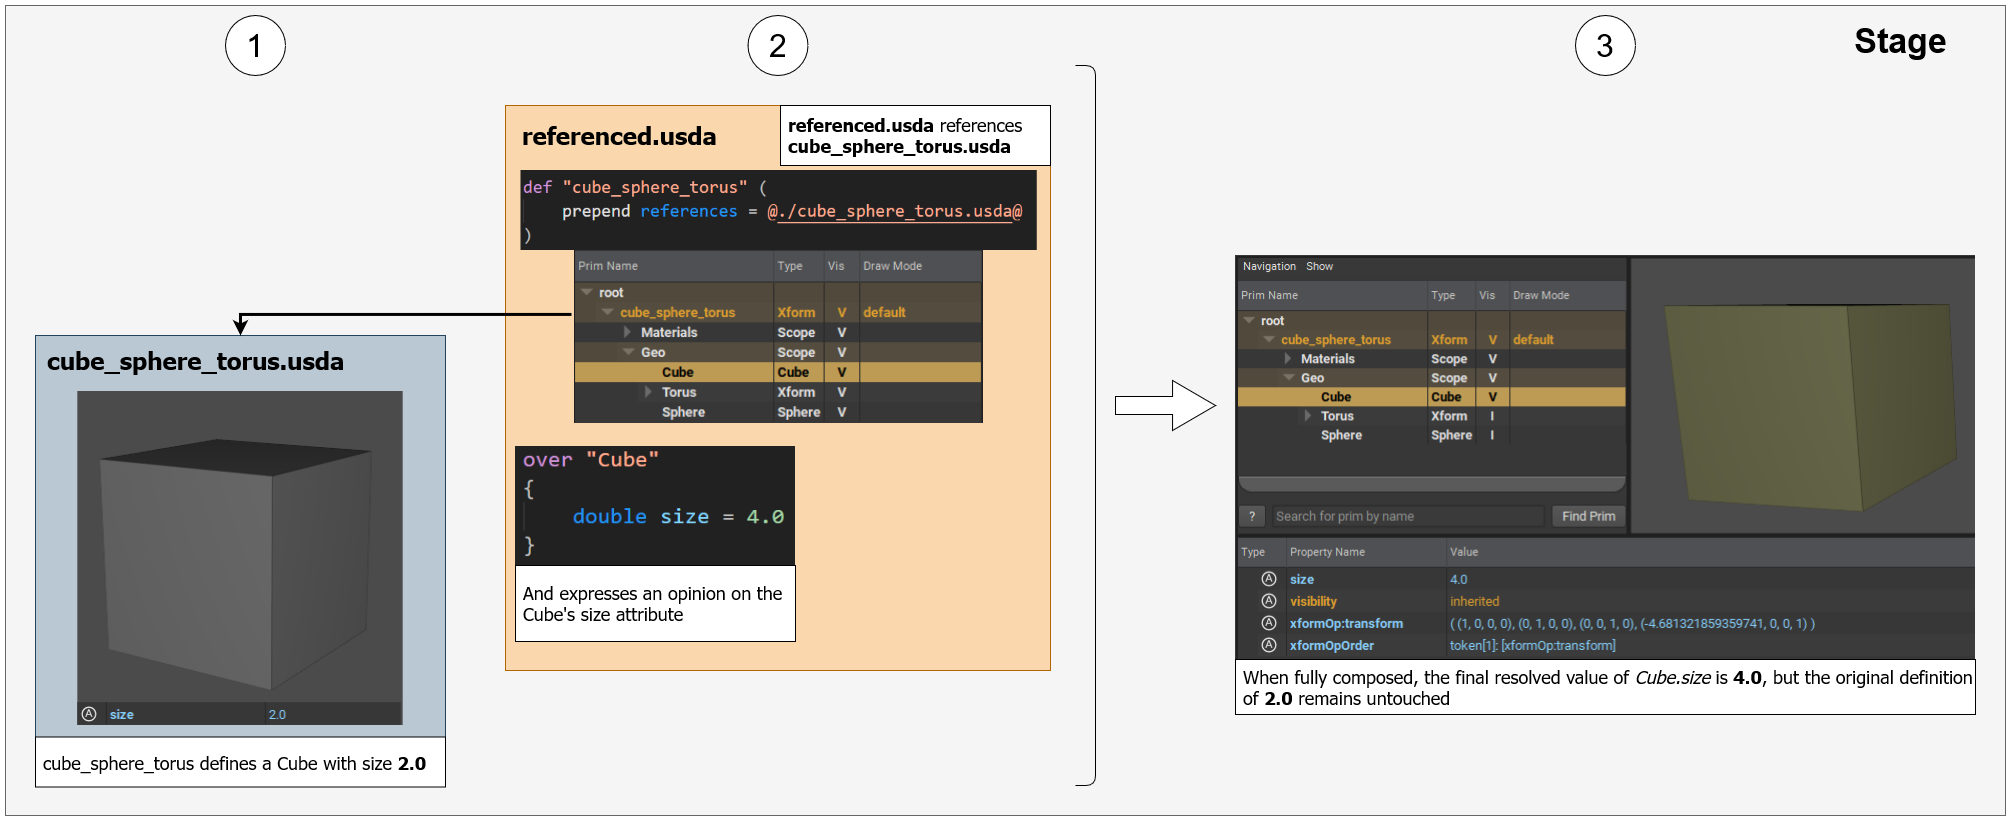 1
2
3
Stage
cube_sphere_torus.usda
size 2.0
cube_sphere_torus defines a Cube with size 2.0
referenced.usda
referenced.usda references
cube_sphere_torus.usda
def "cube_sphere_torus" (
prepend references = @./cube_sphere_torus.usda@
)
Prim Name Type Vis Draw Mode
root
cube_sphere_torus Xform V default
Materials Scope V
Geo Scope V
Cube Cube V
Torus Xform V
Sphere Sphere V
over "Cube"
{
double size = 4.0
}
And expresses an opinion on the
Cube's size attribute
Navigation Show
Prim Name Type Vis Draw Mode
root
cube_sphere_torus Xform V default
Materials Scope V
Geo Scope V
Cube Cube V
Torus Xform I
Sphere Sphere I
? Search for prim by name Find Prim
Type Property Name Value
A size 4.0
A visibility inherited
A xformOp:transform ( (1, 0, 0, 0), (0, 1, 0, 0), (0, 0, 1, 0), (-4.681321859359741, 0, 0, 1) )
A xformOpOrder token[1]: [xformOp:transform]
When fully composed, the final resolved value of Cube.size is 4.0, but the original definition
of 2.0 remains untouched